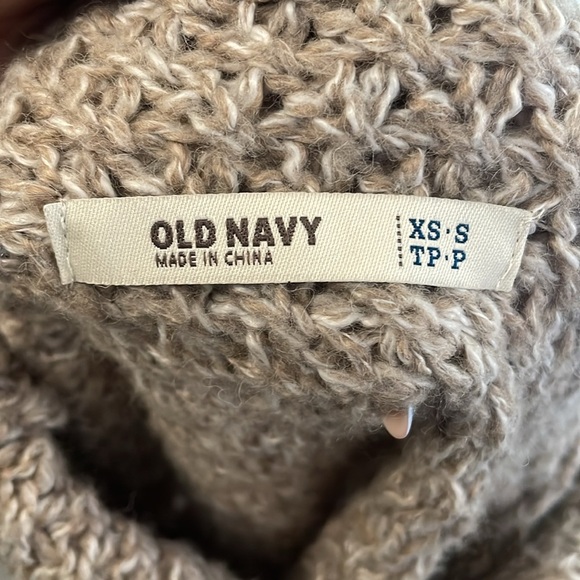 OLD NAVY
MADE IN CHINA
XS·S
TP·P